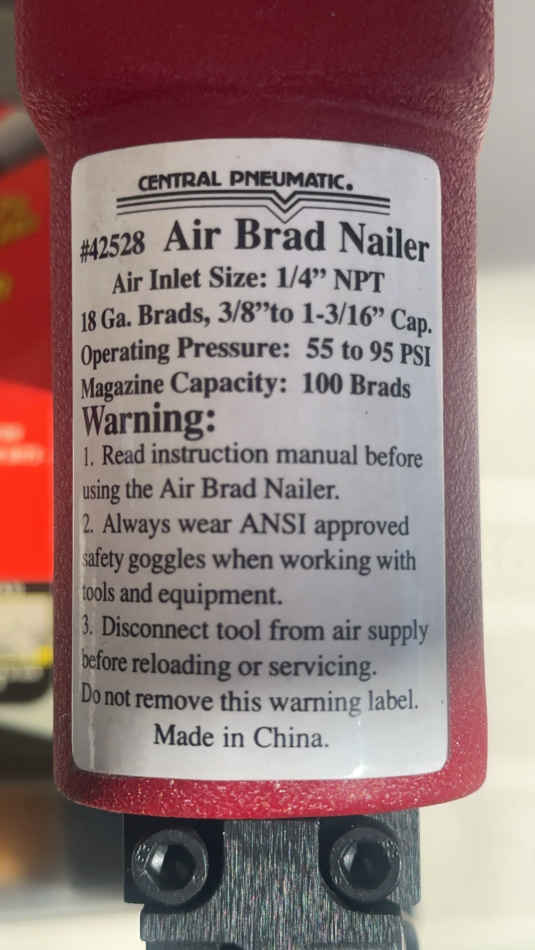 CENTRAL PNEUMATIC.
#42528 Air Brad Nailer
Air Inlet Size: 1/4” NPT
18 Ga. Brads, 3/8”to 1-3/16” Cap.
Operating Pressure: 55 to 95 PSI
Magazine Capacity: 100 Brads
Warning:
1. Read instruction manual before
using the Air Brad Nailer.
2. Always wear ANSI approved
safety goggles when working with
tools and equipment.
3. Disconnect tool from air supply
before reloading or servicing.
Do not remove this warning label.
Made in China.